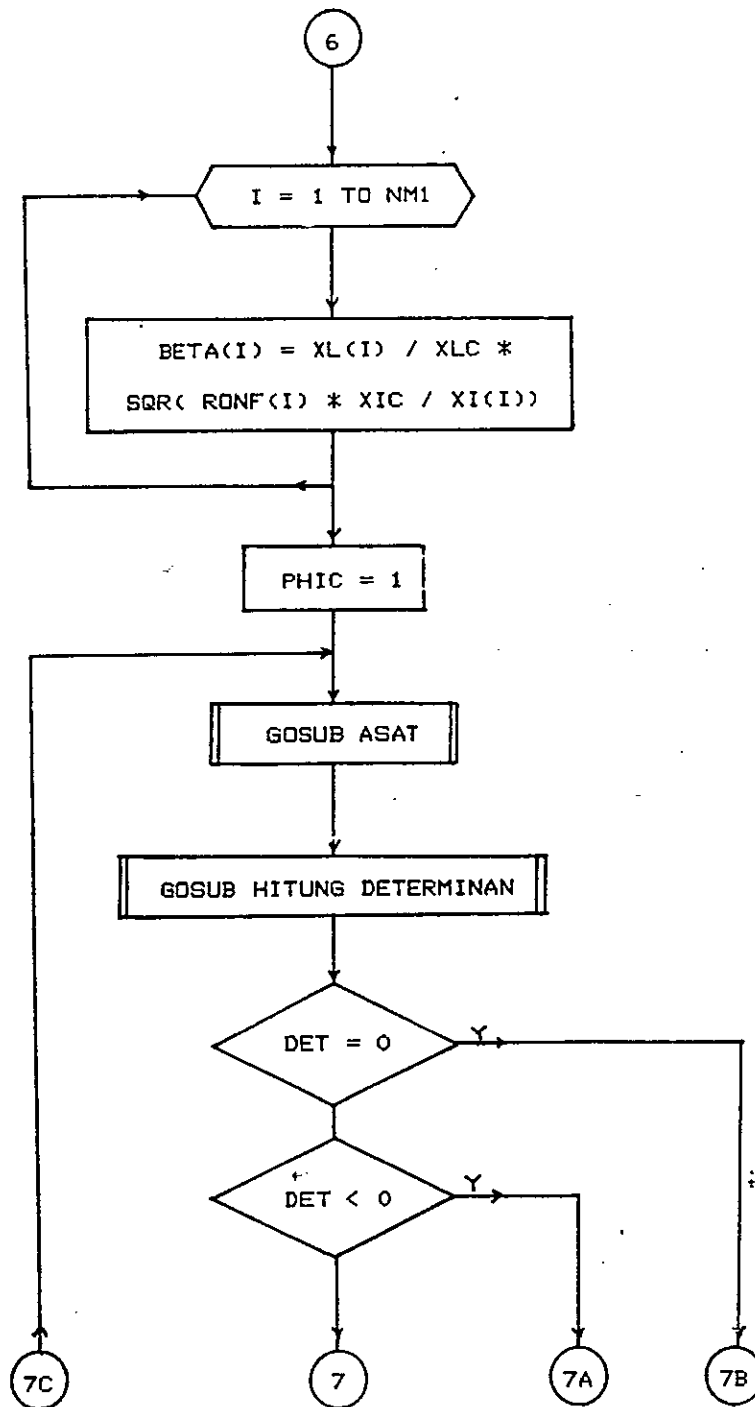 6
I = 1 TO NM1
BETA(I) = XL(I) / XLC *
SQR( RONF(I) * XIC / XI(I))
PHIC = 1
GOSUB ASAT
GOSUB HITUNG DETERMINAN
DET = 0
Y
DET < 0
Y
7C
7
7A
7B